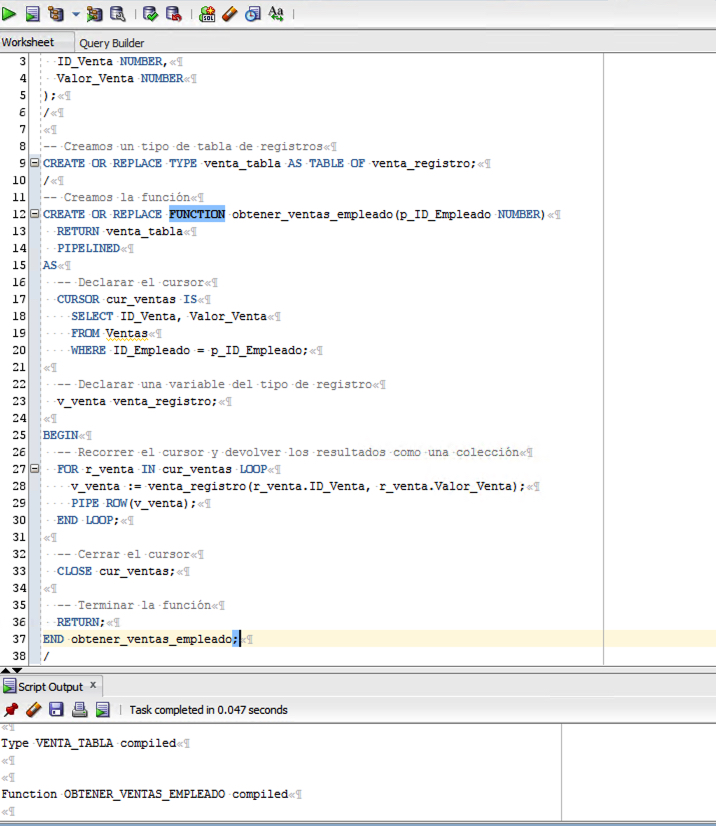 Worksheet Query Builder
3 ID_Venta NUMBER,
4 Valor_Venta NUMBER
5 );
6 /
7
8 -- Creamos un tipo de tabla de registros
9 CREATE OR REPLACE TYPE venta_tabla AS TABLE OF venta_registro;
10 /
11 -- Creamos la función
12 CREATE OR REPLACE FUNCTION obtener_ventas_empleado(p_ID_Empleado NUMBER)
13 RETURN venta_tabla
14 PIPELINED
15 AS
16 -- Declarar el cursor
17 CURSOR cur_ventas IS
18 SELECT ID_Venta, Valor_Venta
19 FROM Ventas
20 WHERE ID_Empleado = p_ID_Empleado;
21
22 -- Declarar una variable del tipo de registro
23 v_venta venta_registro;
24
25 BEGIN
26 -- Recorrer el cursor y devolver los resultados como una colección
27 FOR r_venta IN cur_ventas LOOP
28 v_venta := venta_registro(r_venta.ID_Venta, r_venta.Valor_Venta);
29 PIPE ROW(v_venta);
30 END LOOP;
31
32 -- Cerrar el cursor
33 CLOSE cur_ventas;
34
35 -- Terminar la función
36 RETURN;
37 END obtener_ventas_empleado;
38 /
Script Output x
Task completed in 0.047 seconds
Type VENTA_TABLA compiled
Function OBTENER_VENTAS_EMPLEADO compiled